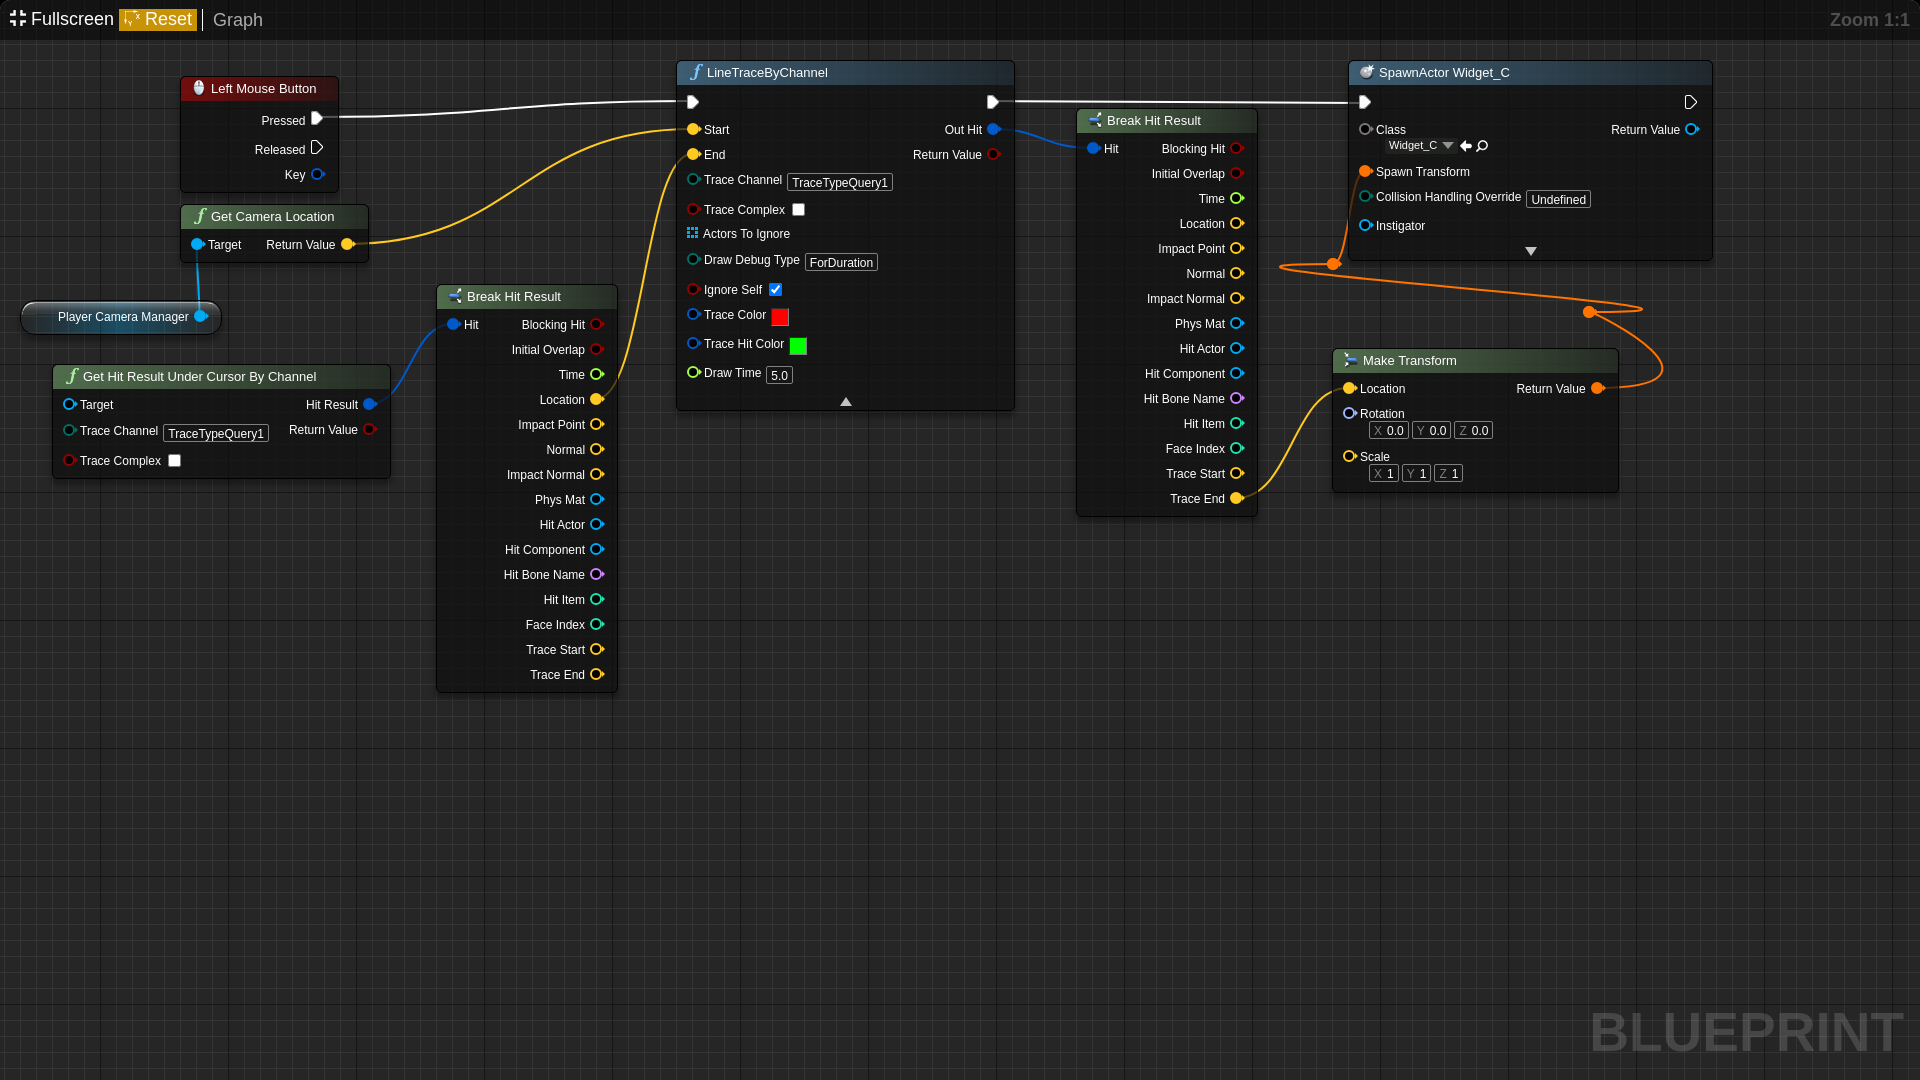 Fullscreen Reset Graph
Zoom 1:1
Left Mouse Button
Pressed
Released
Key
Get Camera Location
Target Return Value
Player Camera Manager
Get Hit Result Under Cursor By Channel
Target Hit Result
Trace Channel TraceTypeQuery1 Return Value
Trace Complex
Break Hit Result
Hit Blocking Hit
Initial Overlap
Time
Location
Impact Point
Normal
Impact Normal
Phys Mat
Hit Actor
Hit Component
Hit Bone Name
Hit Item
Face Index
Trace Start
Trace End
LineTraceByChannel
Start Out Hit
End Return Value
Trace Channel TraceTypeQuery1
Trace Complex
Actors To Ignore
Draw Debug Type ForDuration
Ignore Self
Trace Color
Trace Hit Color
Draw Time 5.0
Break Hit Result
Hit Blocking Hit
Initial Overlap
Time
Location
Impact Point
Normal
Impact Normal
Phys Mat
Hit Actor
Hit Component
Hit Bone Name
Hit Item
Face Index
Trace Start
Trace End
SpawnActor Widget_C
Class Return Value
Widget_C
Spawn Transform
Collision Handling Override Undefined
Instigator
Make Transform
Location Return Value
Rotation
X 0.0 Y 0.0 Z 0.0
Scale
X 1 Y 1 Z 1
BLUEPRINT